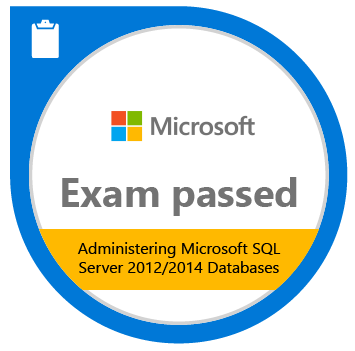 Microsoft
Exam passed
Administering Microsoft SQL
Server 2012/2014 Databases